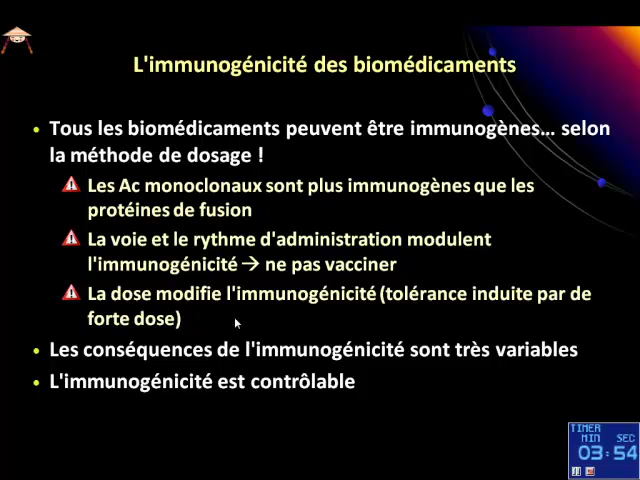 L'immunogénicité des biomédicaments
• Tous les biomédicaments peuvent être immunogènes… selon
la méthode de dosage !
Les Ac monoclonaux sont plus immunogènes que les
protéines de fusion
La voie et le rythme d'administration modulent
l'immunogénicité → ne pas vacciner
La dose modifie l'immunogénicité (tolérance induite par de
forte dose)
• Les conséquences de l'immunogénicité sont très variables
• L'immunogénicité est contrôlable
TIMER
MIN SEC
03:54